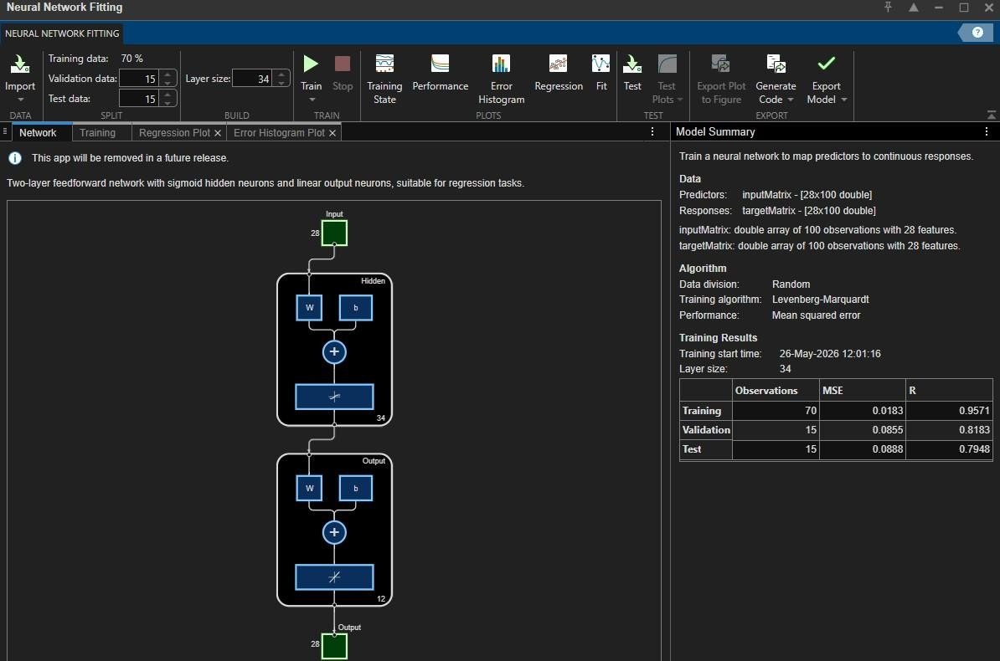 Neural Network Fitting
NEURAL NETWORK FITTING
?
Import
DATA
Training data: 70 %
Validation data: 15
Test data: 15
SPLIT
Layer size: 34
BUILD
Train
Stop
TRAIN
Training State
Performance
Error Histogram
Regression
Fit
PLOTS
Test
Test Plots
TEST
Export Plot to Figure
Generate Code
Export Model
EXPORT
Network
Training
Regression Plot
Error Histogram Plot
This app will be removed in a future release.
Two-layer feedforward network with sigmoid hidden neurons and linear output neurons, suitable for regression tasks.
Input
28
Hidden
W b
+
34
Output
W b
+
12
Output
28
Model Summary
Train a neural network to map predictors to continuous responses.
Data
Predictors: inputMatrix - [28x100 double]
Responses: targetMatrix - [28x100 double]
inputMatrix: double array of 100 observations with 28 features.
targetMatrix: double array of 100 observations with 28 features.
Algorithm
Data division: Random
Training algorithm: Levenberg-Marquardt
Performance: Mean squared error
Training Results
Training start time: 26-May-2026 12:01:16
Layer size: 34
Observations MSE R
Training 70 0.0183 0.9571
Validation 15 0.0855 0.8183
Test 15 0.0888 0.7948